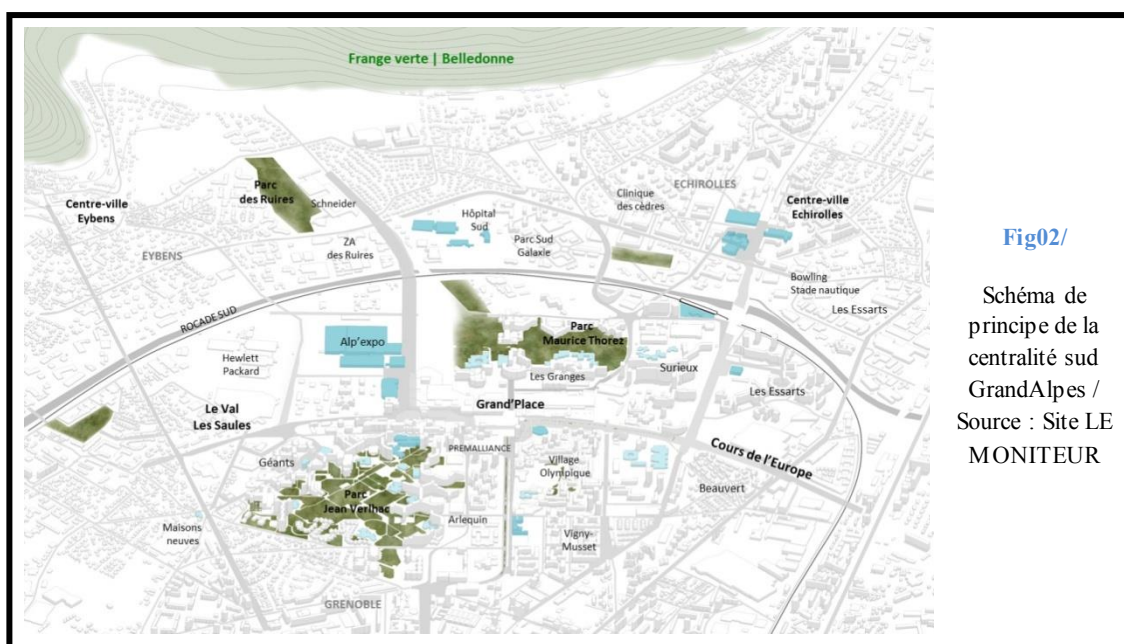 Frange verte | Belledonne
Parc
des Ruires
Schneider
Centre-ville
Eybens
EYBENS
ZA
des Ruires
Hôpital
Sud
Parc Sud
Galaxie
Clinique
des cèdres
ECHIROLLES
Centre-ville
Echirolles
Bowling
Stade nautique
Les Essarts
ROCADE SUD
Alp'expo
Hewlett
Packard
Parc
Maurice Thorez
Les Granges
Surieux
Les Essarts
Grand'Place
Le Val
Les Saules
Cours de l'Europe
PREMALLIANCE
Géants
Village
Olympique
Parc
Jean Verlhac
Beauvert
Arlequin
Maisons
neuves
Vigny-
Musset
GRENOBLE
Fig02/
Schéma de
principe de la
centralité sud
GrandAlpes /
Source : Site LE
MONITEUR